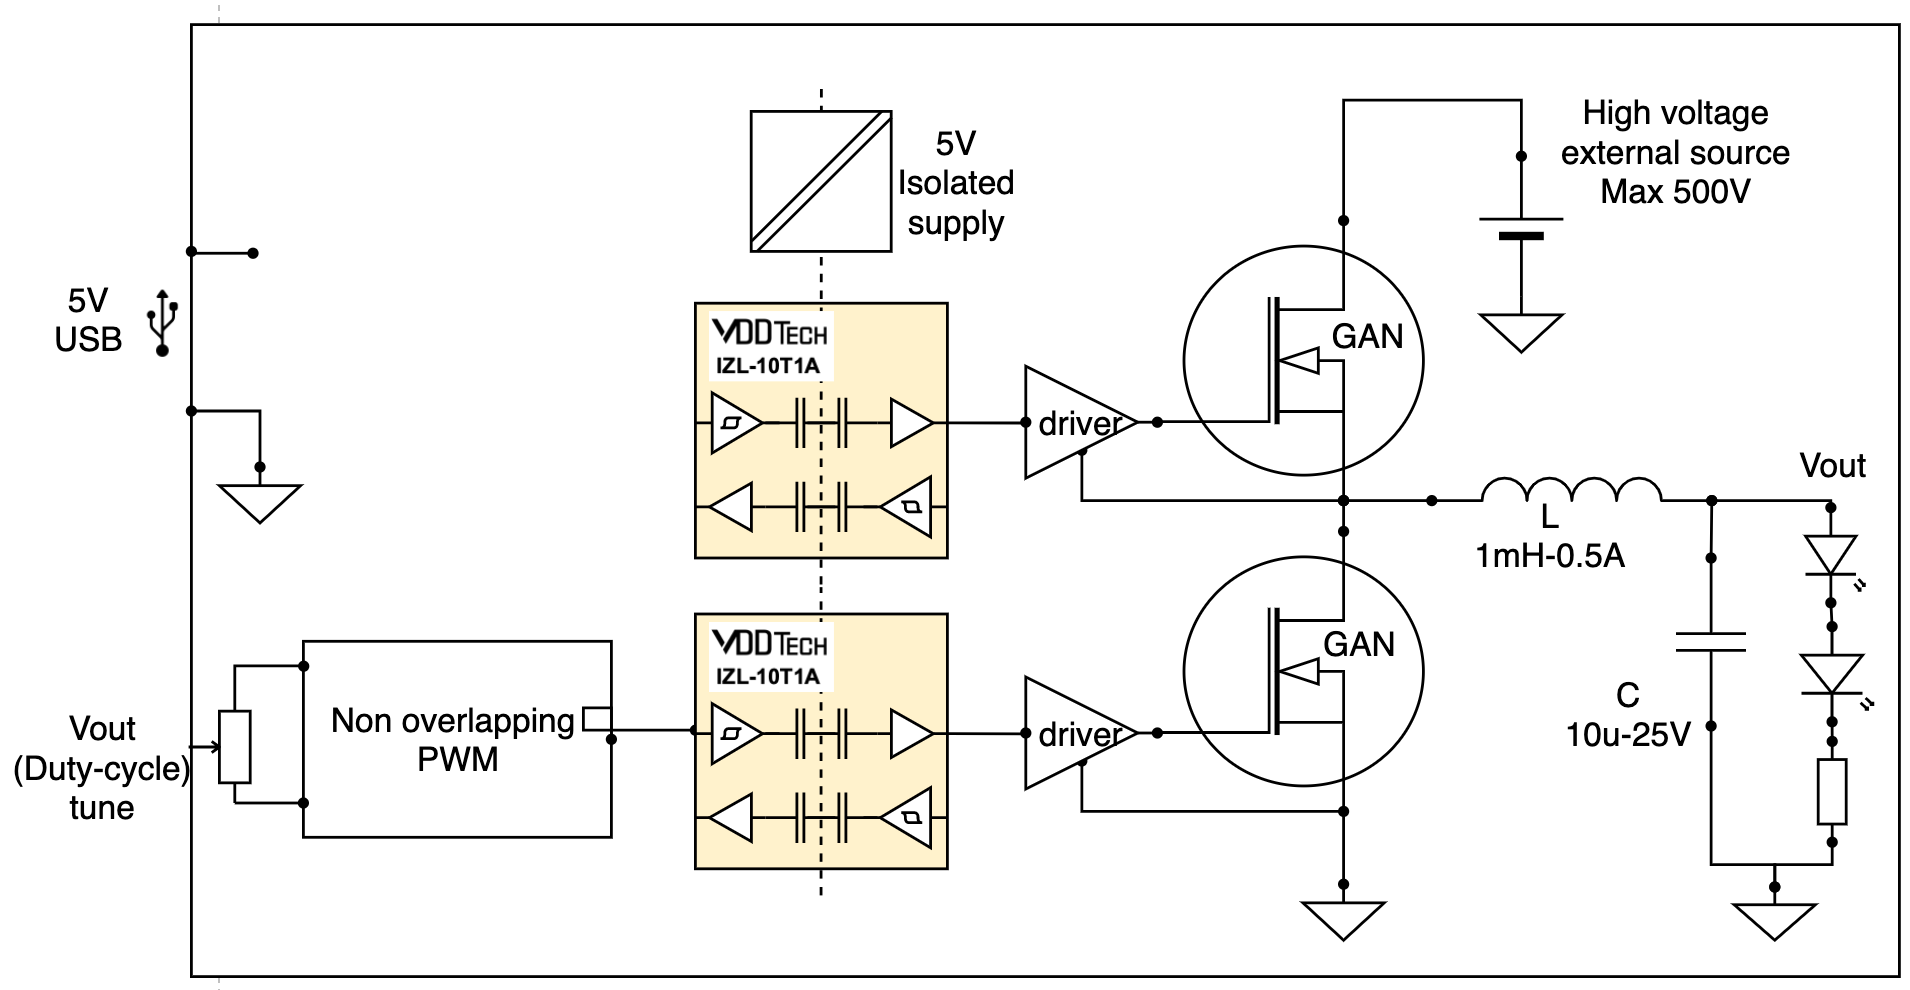 High voltage
external source
Max 500V
5V
Isolated
supply
5V
USB
VDDTECH
IZL-10T1A
GAN
driver
Vout
L
1mH-0.5A
VDDTECH
IZL-10T1A
GAN
driver
C
10u-25V
Non overlapping
PWM
Vout
(Duty-cycle)
tune